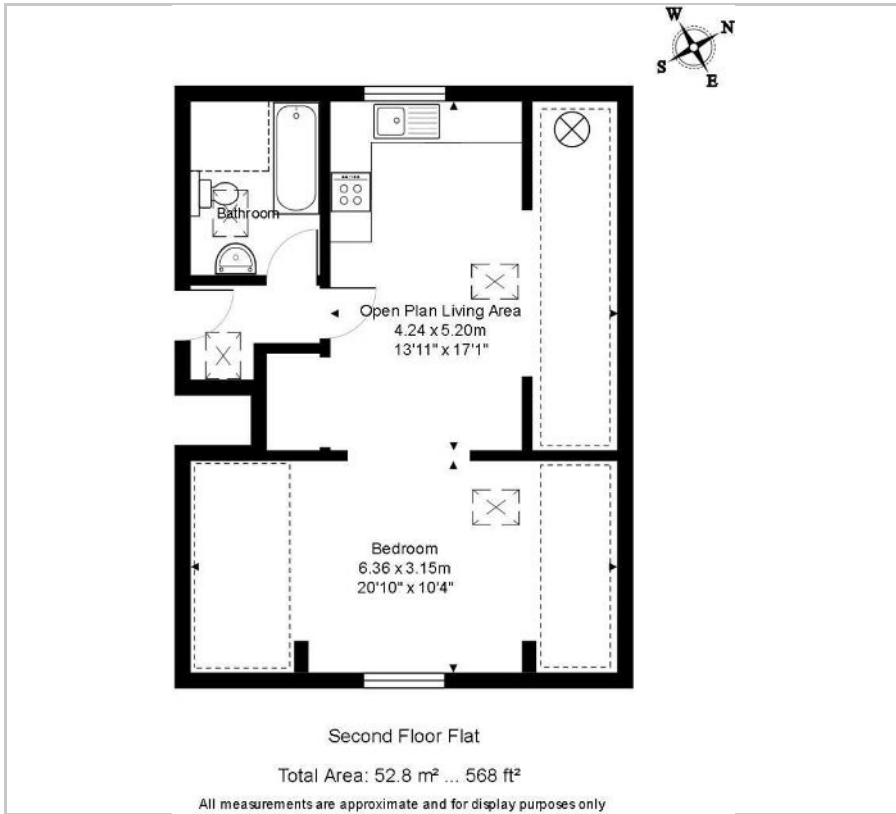 W
N
S
E
Bathroom
Open Plan Living Area
4.24 x 5.20m
13'11" x 17'1"
Bedroom
6.36 x 3.15m
20'10" x 10'4"
Second Floor Flat
Total Area: 52.8 m² ... 568 ft²
All measurements are approximate and for display purposes only